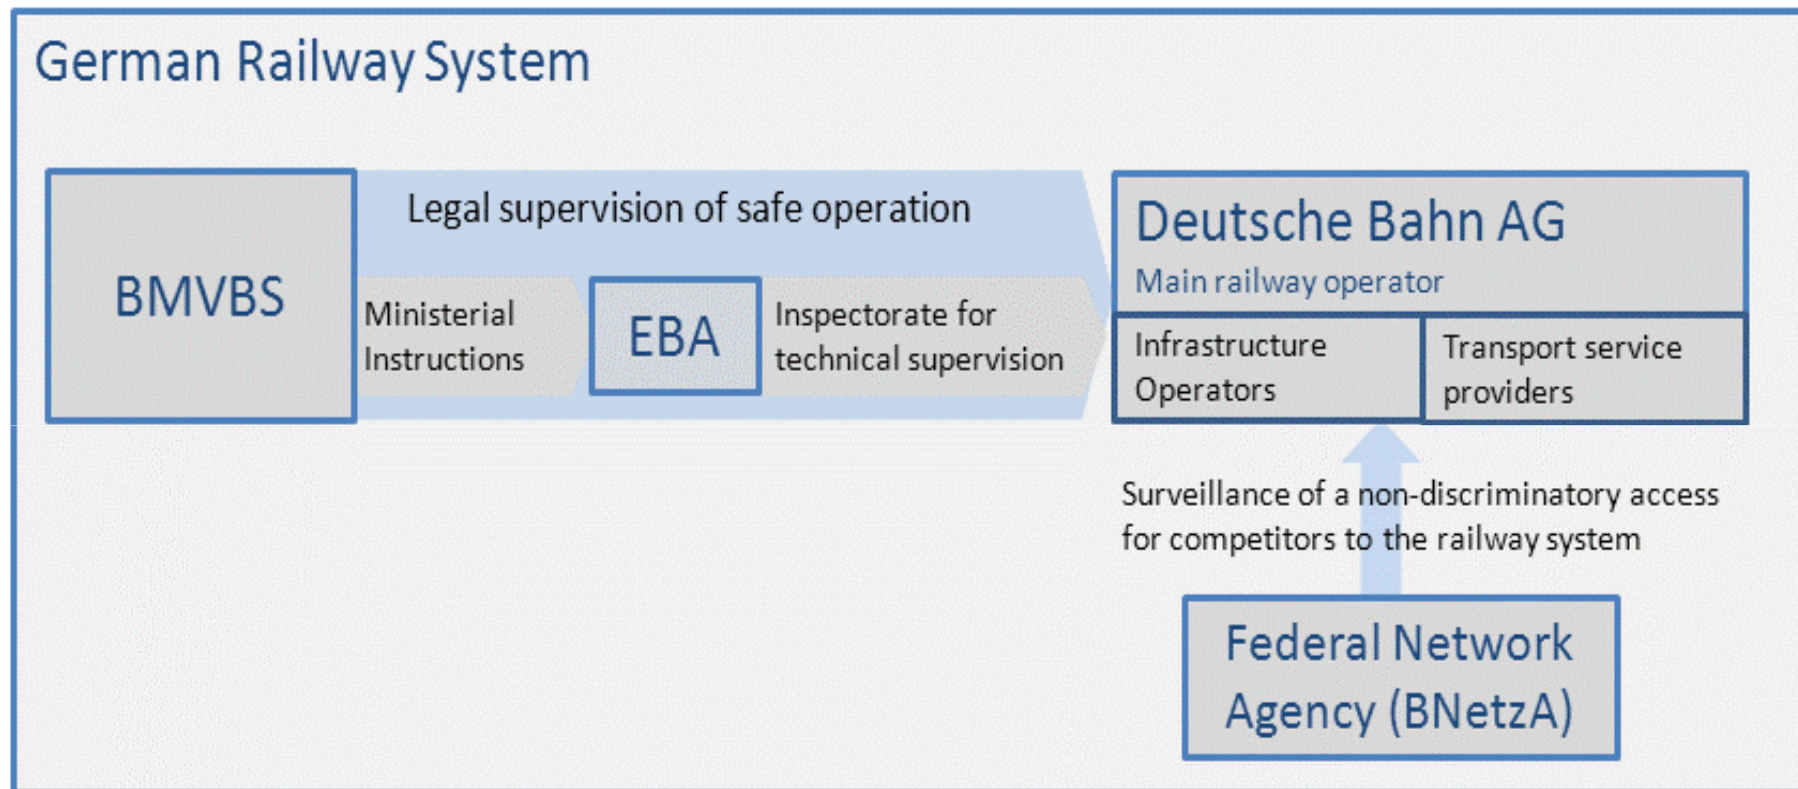 German Railway System
BMVBS
Legal supervision of safe operation
Ministerial
Instructions
EBA
Inspectorate for
technical supervision
Deutsche Bahn AG
Main railway operator
Infrastructure
Operators
Transport service
providers
Surveillance of a non-discriminatory access
for competitors to the railway system
Federal Network
Agency (BNetzA)